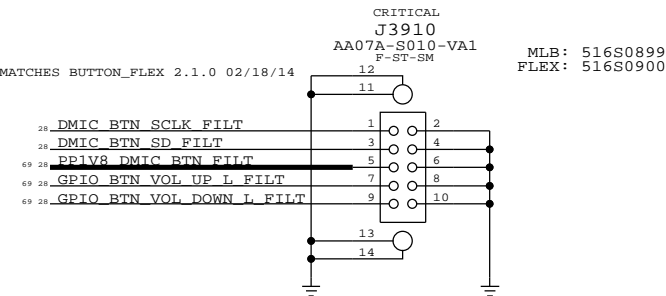 CRITICAL
J3910
AA07A-S010-VA1
F-ST-SM
MLB: 516S0899
FLEX: 516S0900
MATCHES BUTTON_FLEX 2.1.0 02/18/14
12
11
28 DMIC_BTN_SCLK_FILT 1 2
28 DMIC_BTN_SD_FILT 3 4
69 28 PP1V8_DMIC_BTN_FILT 5 6
69 28 GPIO_BTN_VOL_UP_L_FILT 7 8
69 28 GPIO_BTN_VOL_DOWN_L_FILT 9 10
13
14